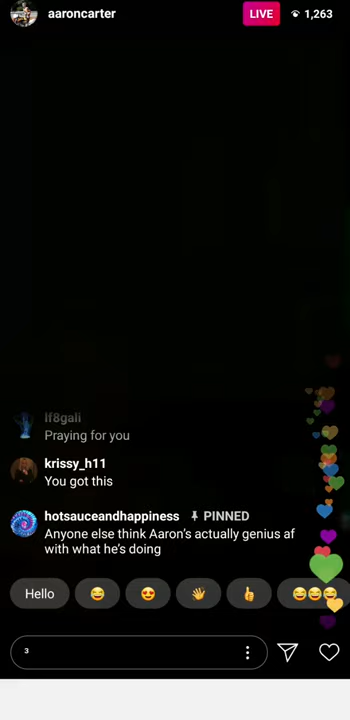 aaroncarter
LIVE 1,263
lf8gali
Praying for you
krissy_h11
You got this
hotsauceandhappiness PINNED
Anyone else think Aaron's actually genius af
with what he's doing
Hello
3